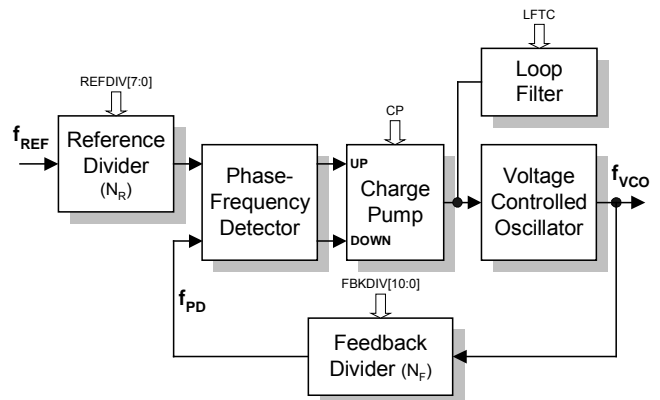 LFTC
Loop
Filter
REFDIV[7:0]
CP
f_REF
Reference
Divider
(N_R)
Phase-
Frequency
Detector
UP
Charge
Pump
DOWN
Voltage
Controlled
Oscillator
f_VCO
f_PD
FBKDIV[10:0]
Feedback
Divider (N_F)